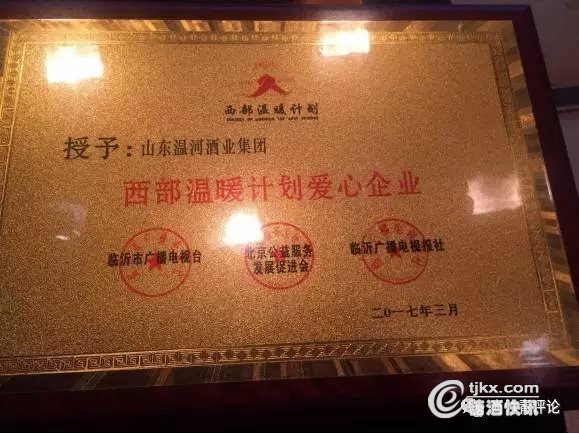 西部温暖计划
授予：山东温河酒业集团
西部温暖计划爱心企业
临沂市广播电视台
北京公益服务
发展促进会
临沂广播电视报社
二〇一七年三月
tjkx.com